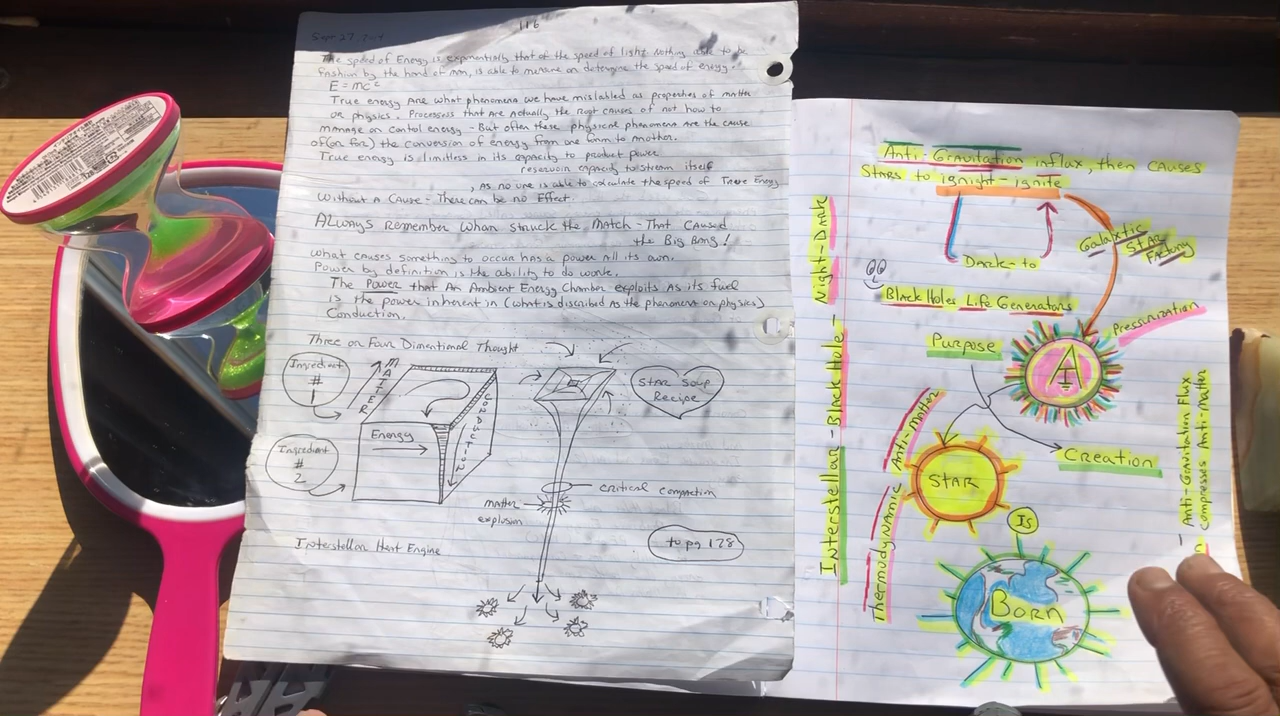 116
Sept 27
The speed of Energy is exponentially that of the speed of light. Nothing able to be
fashion by the hand of man, is able to measure or determine the speed of energy.
E = mc²
True energy are what phenomena we have mislabled as properties of matter
or physics. Processess that are actually the root causes of not how to
manage or contol energy - But often these physical phenomena are the cause
of (or for) the conversion of energy from one form to another.
True energy is limitless in its capacity to product power
reservoir capacity to stream itself
, as no one is able to calculate the speed of True Energy
Without a Cause - There can be no Effect.
ALways remember Whan struck the Match - That Caused
the Big Bang!
What causes something to occur has a power all its own.
Power by definition is the ability to do work.
The Power that An Ambient Energy Chamber exploits As its fuel
is the power inherent in (what is described As the phenomena or physics)
Conduction.
Three or Four Dimentional Thought
Ingredient
#
1
MATTER
Energy
Ingredient
#
2
Star Soup
Recipe
critical compaction
matter
explosion
Interstellar Heart Engine
to pg 128
Anti-Gravitation influx, then causes
Stars to ignight-ignite
Dark-to
Galaxtic
Star
Factory
Black Holes Life Generators
Interstellar - Black Hole - Night-Dark
Pressurization
Purpose
A
Creation
Thermodynamic Anti-matter
STAR
Is
Born
- Anti-Gravitation Flux
compresses Anti-matter